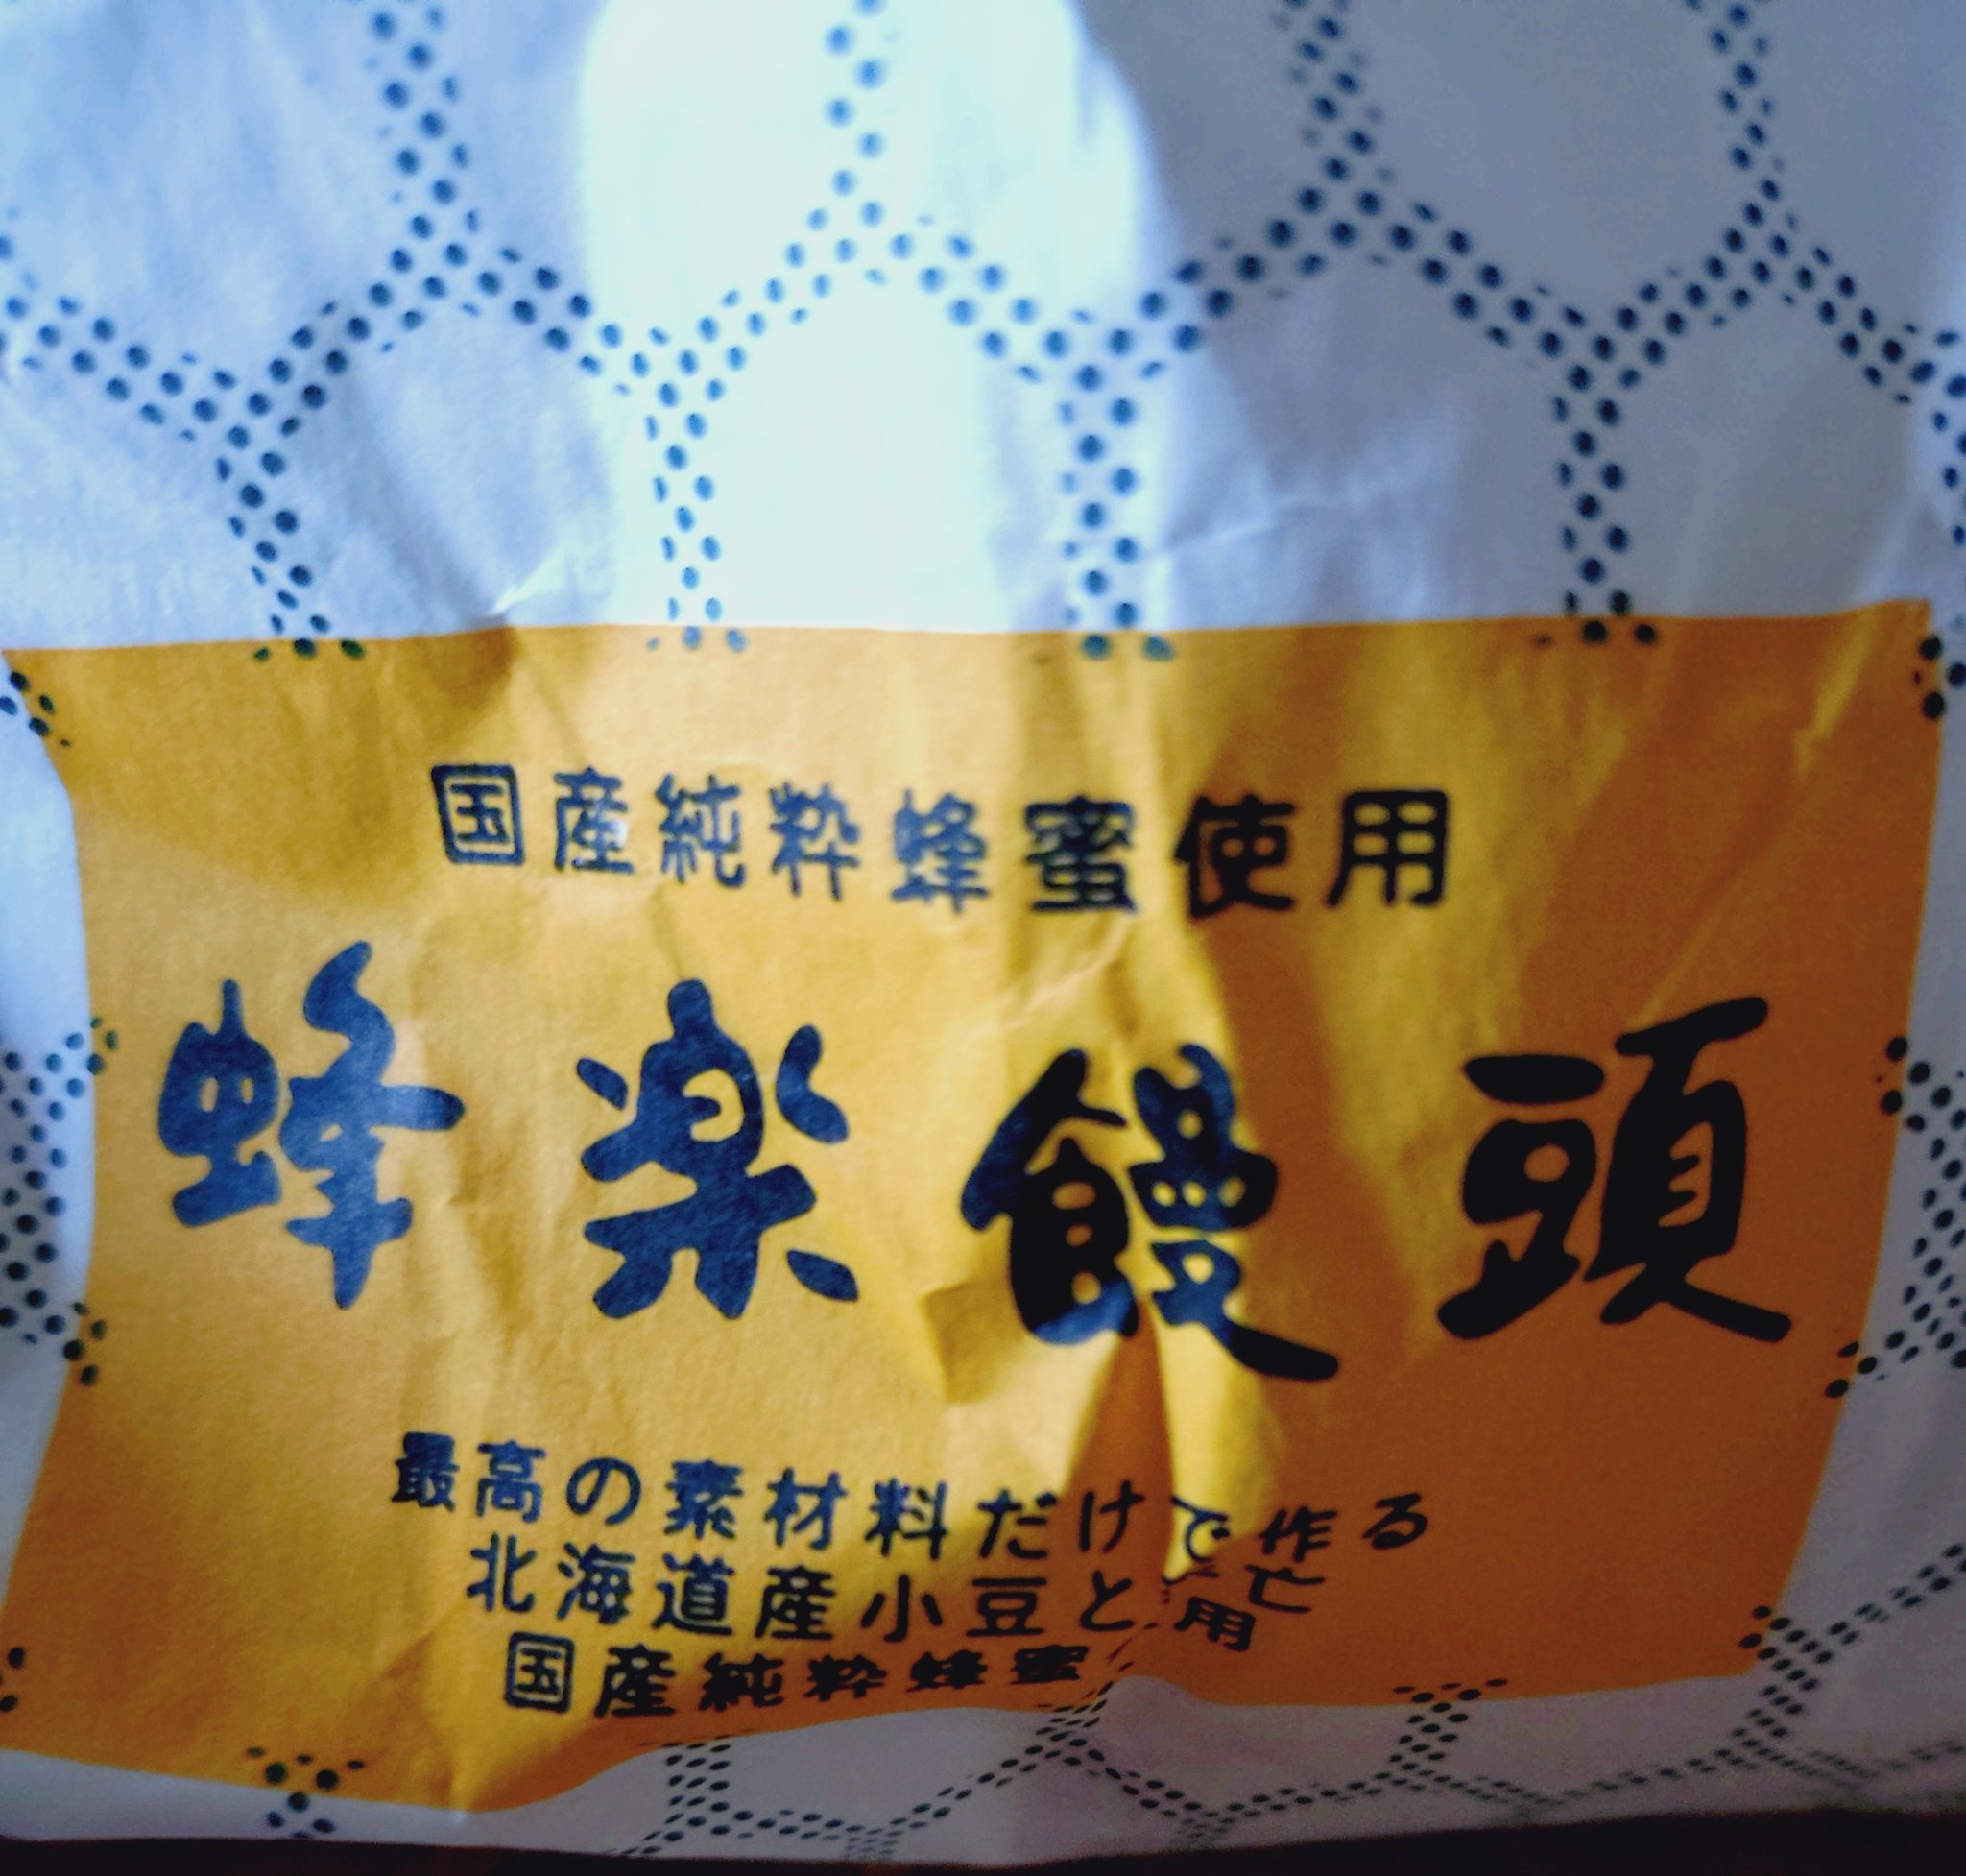 国産純粋蜂蜜使用
蜂楽饅頭
最高の素材料だけで作る
北海道産小豆と
国産純粋蜂蜜 用